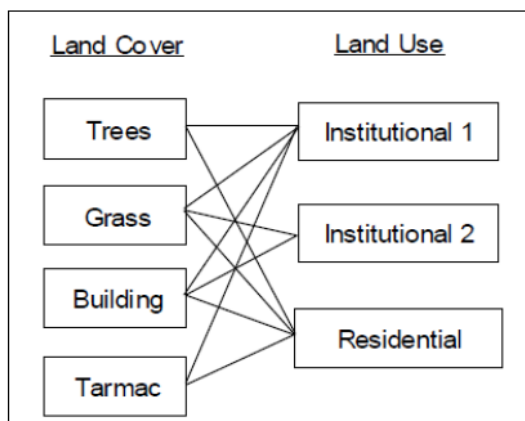 Land Cover
Land Use
Trees
Institutional 1
Grass
Institutional 2
Building
Residential
Tarmac